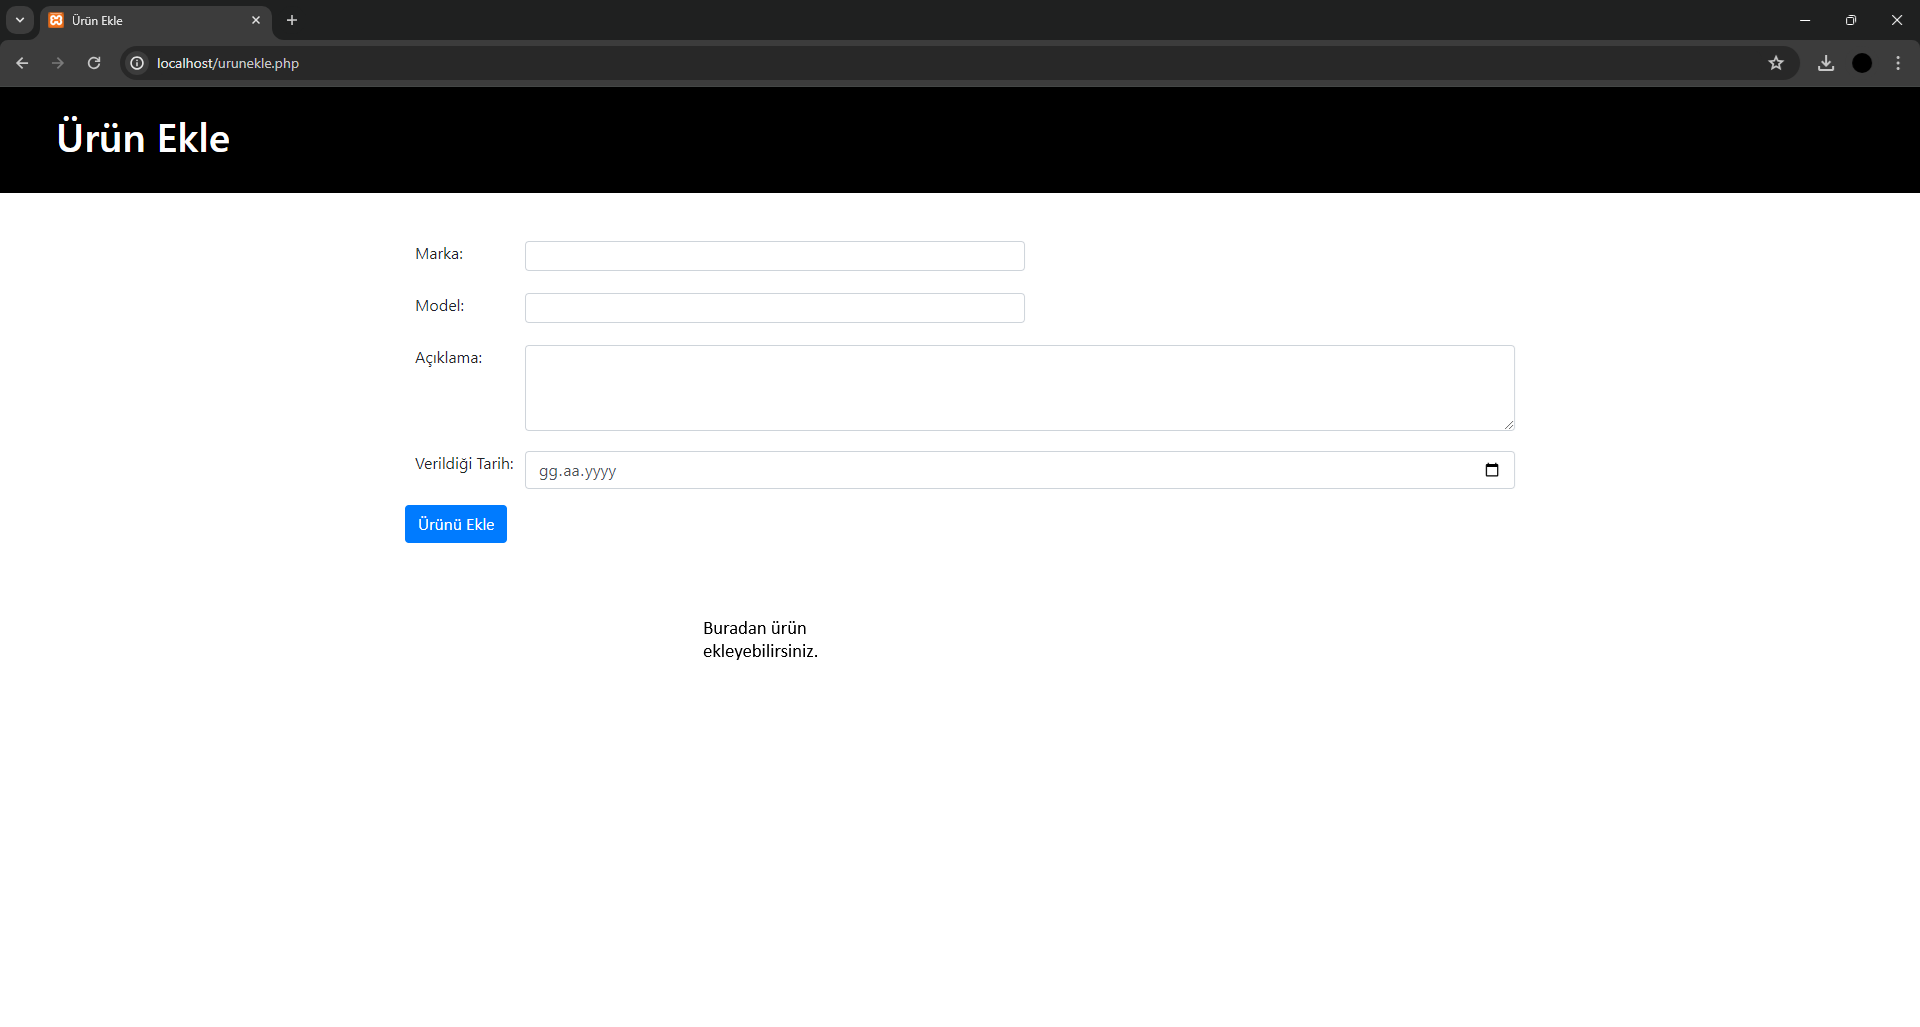 Ürün Ekle
localhost/urunekle.php
Ürün Ekle
Marka:
Model:
Açıklama:
Verildiği Tarih:
gg.aa.yyyy
Ürünü Ekle
Buradan ürün
ekleyebilirsiniz.